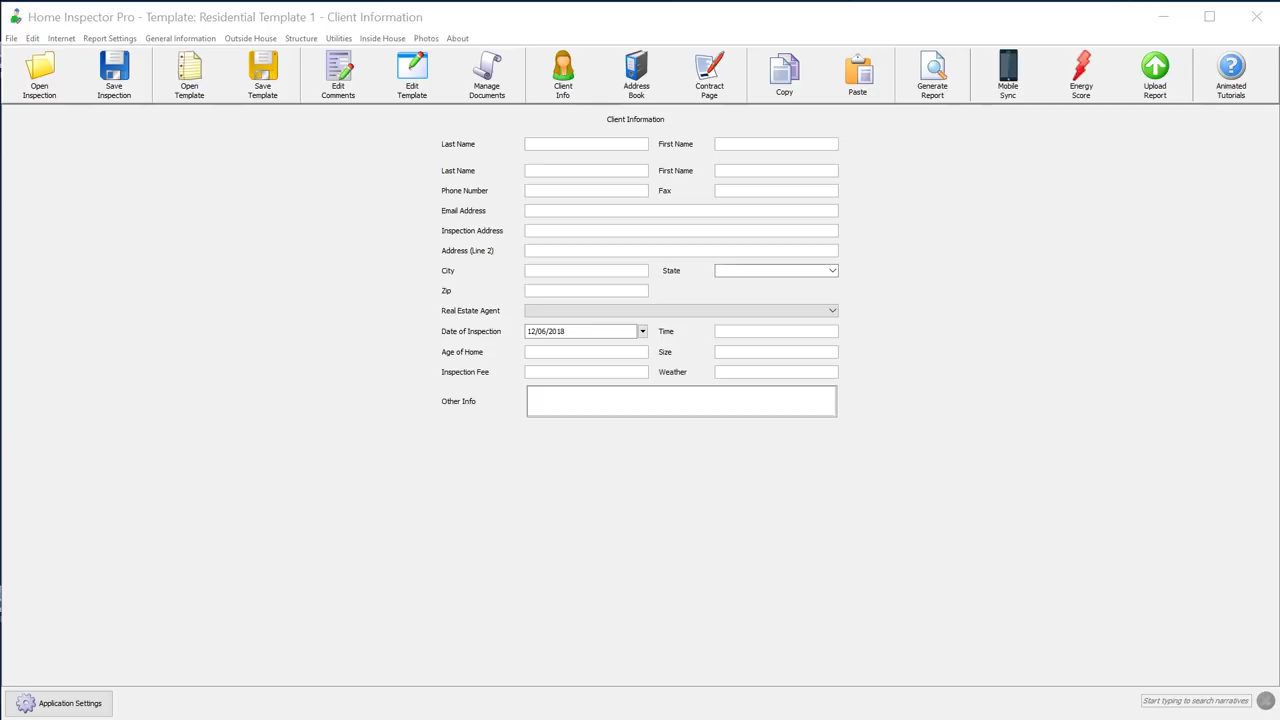 Home Inspector Pro - Template: Residential Template 1 - Client Information
File Edit Internet Report Settings General Information Outside House Structure Utilities Inside House Photos About
Open Inspection
Save Inspection
Open Template
Save Template
Edit Comments
Edit Template
Manage Documents
Client Info
Address Book
Contract Page
Copy
Paste
Generate Report
Mobile Sync
Energy Score
Upload Report
Animated Tutorials
Client Information
Last Name First Name
Last Name First Name
Phone Number Fax
Email Address
Inspection Address
Address (Line 2)
City State
Zip
Real Estate Agent
Date of Inspection 12/06/2018 Time
Age of Home Size
Inspection Fee Weather
Other Info
Application Settings Start typing to search narratives